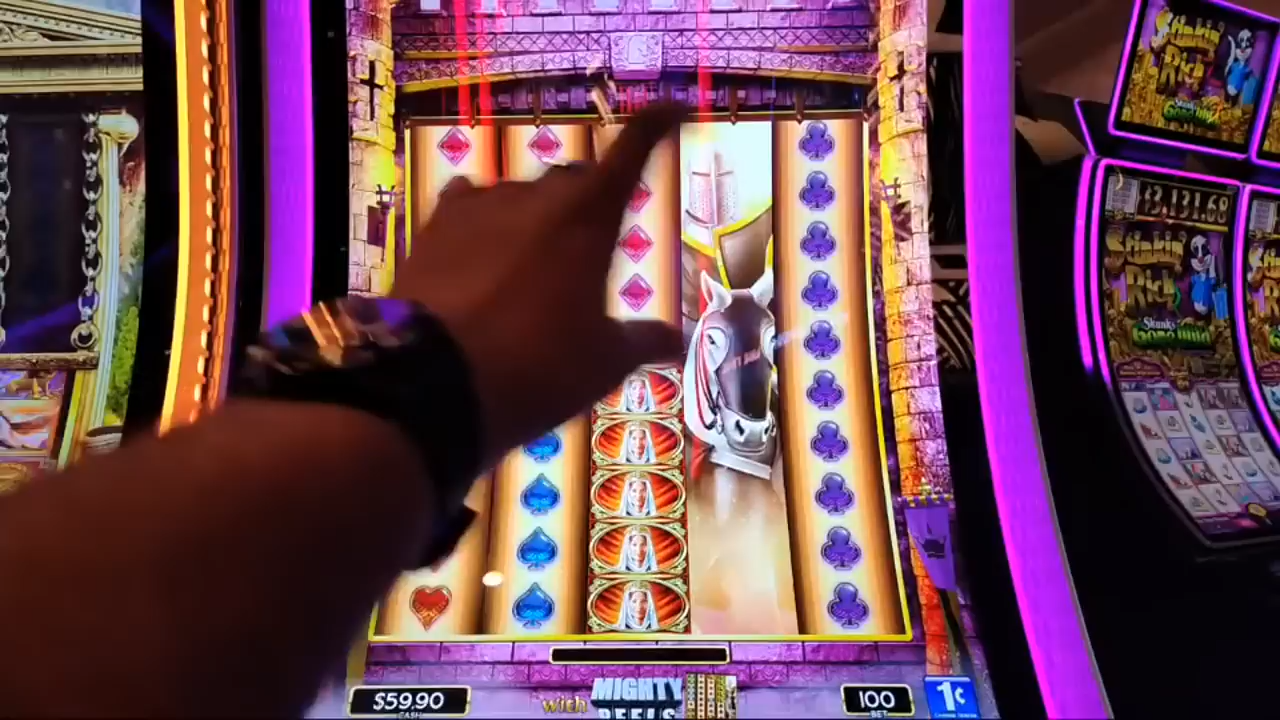 Stinkin'
Rich
Skunks
Gone Wild
3,131.68
Stinkin'
Rich
Skunks
Gone Wild
$59.90
CASH
with MIGHTY
REELS
100
BET
1¢